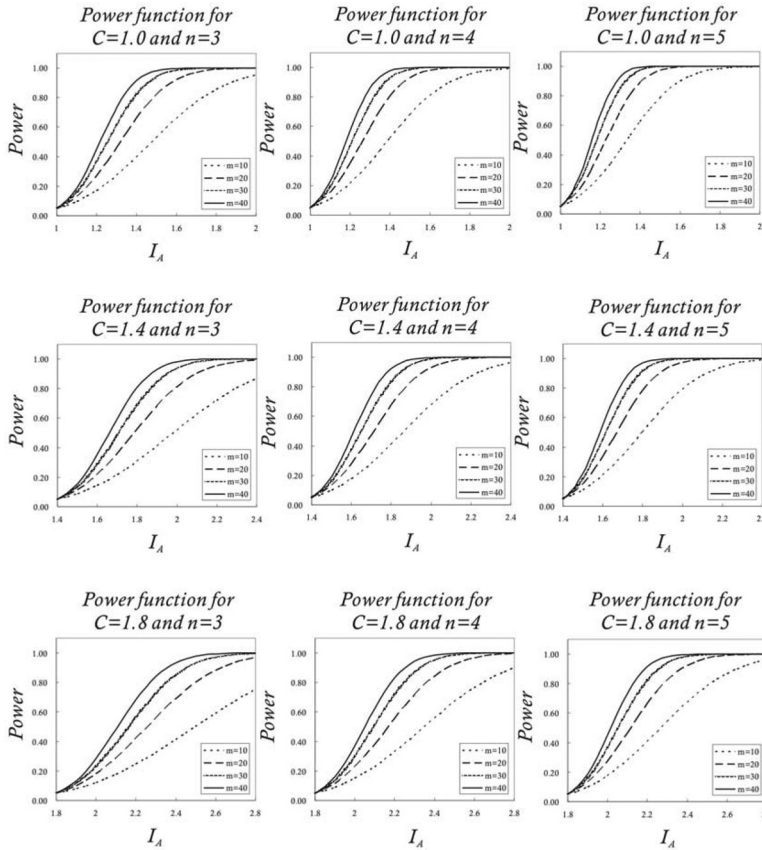 Power function for
C=1.0 and n=3
Power function for
C=1.0 and n=4
Power function for
C=1.0 and n=5
Power
1.00
0.80
0.60
0.40
0.20
0.00
m=10
m=20
m=30
m=40
1 1.2 1.4 1.6 1.8 2
I_A
Power
1.00
0.80
0.60
0.40
0.20
0.00
m=10
m=20
m=30
m=40
1 1.2 1.4 1.6 1.8 2
I_A
Power
1.00
0.80
0.60
0.40
0.20
0.00
m=10
m=20
m=30
m=40
1 1.2 1.4 1.6 1.8 2
I_A
Power function for
C=1.4 and n=3
Power function for
C=1.4 and n=4
Power function for
C=1.4 and n=5
Power
1.00
0.80
0.60
0.40
0.20
0.00
m=10
m=20
m=30
m=40
1.4 1.6 1.8 2 2.2 2.4
I_A
Power
1.00
0.80
0.60
0.40
0.20
0.00
m=10
m=20
m=30
m=40
1.4 1.6 1.8 2 2.2 2.4
I_A
Power
1.00
0.80
0.60
0.40
0.20
0.00
m=10
m=20
m=30
m=40
1.4 1.6 1.8 2 2.2 2.4
I_A
Power function for
C=1.8 and n=3
Power function for
C=1.8 and n=4
Power function for
C=1.8 and n=5
Power
1.00
0.80
0.60
0.40
0.20
0.00
m=10
m=20
m=30
m=40
1.8 2 2.2 2.4 2.6 2.8
I_A
Power
1.00
0.80
0.60
0.40
0.20
0.00
m=10
m=20
m=30
m=40
1.8 2 2.2 2.4 2.6 2.8
I_A
Power
1.00
0.80
0.60
0.40
0.20
0.00
m=10
m=20
m=30
m=40
1.8 2 2.2 2.4 2.6
I_A